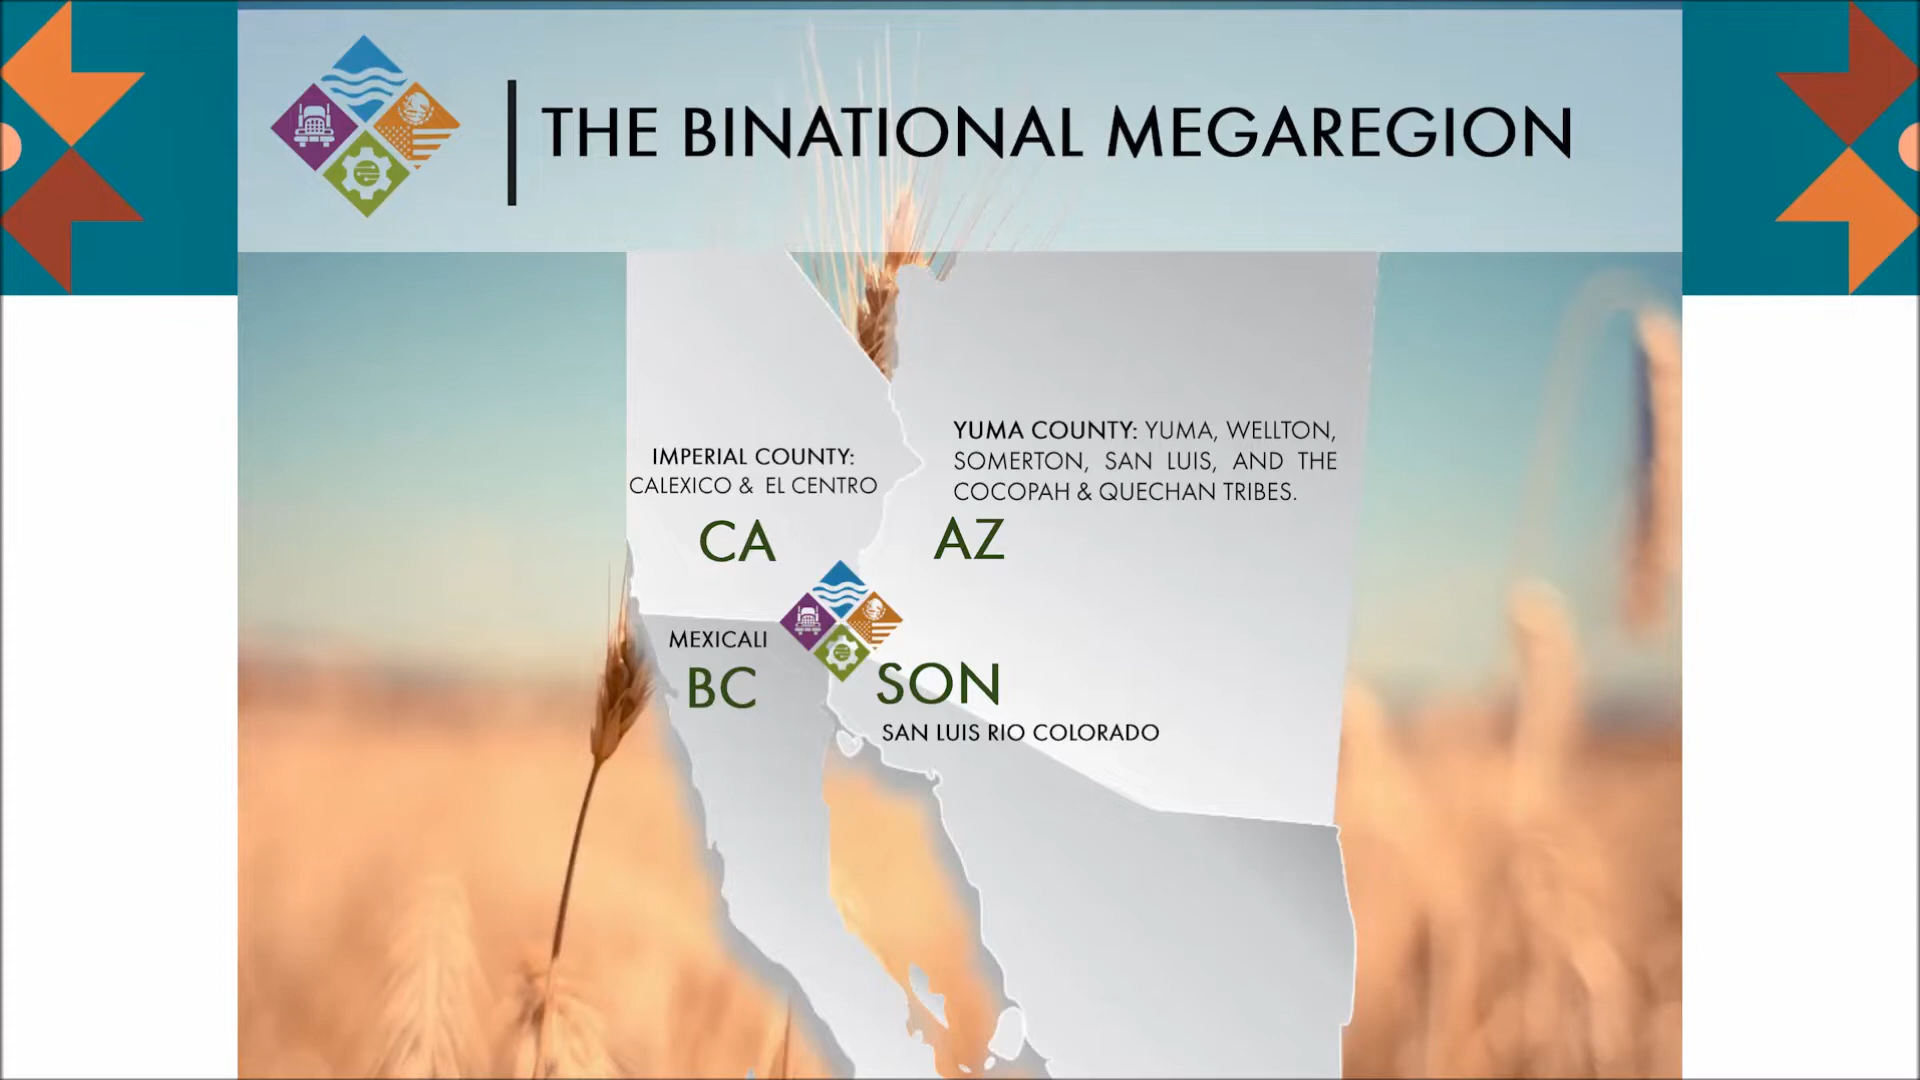 THE BINATIONAL MEGAREGION
IMPERIAL COUNTY:
CALEXICO & EL CENTRO
CA
YUMA COUNTY: YUMA, WELLTON,
SOMERTON, SAN LUIS, AND THE
COCOPAH & QUECHAN TRIBES.
AZ
MEXICALI
BC
SON
SAN LUIS RIO COLORADO